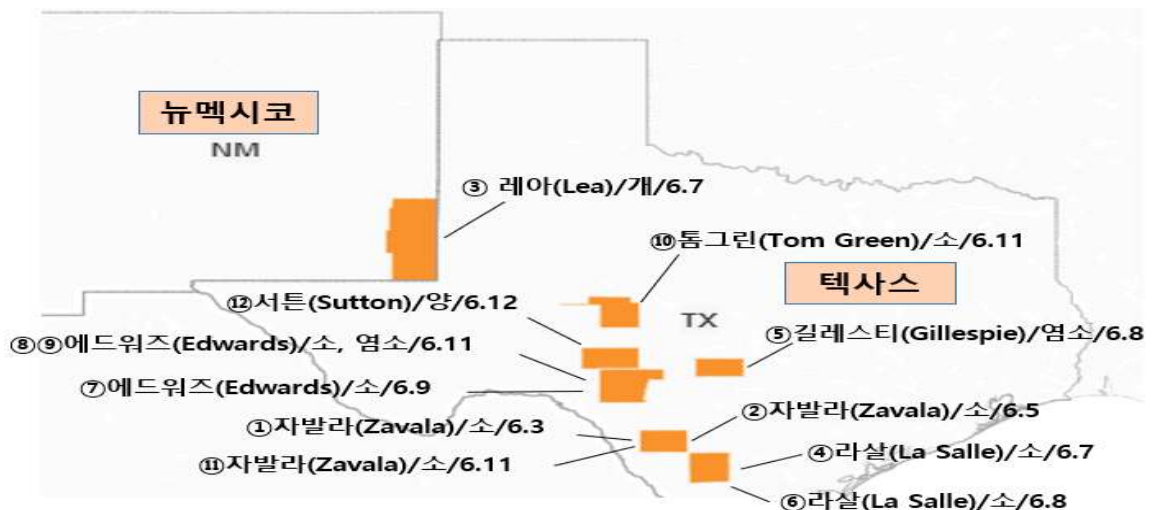 뉴멕시코
NM
③ 레아(Lea)/개/6.7
⑩톰그린(Tom Green)/소/6.11
텍사스
⑫서튼(Sutton)/양/6.12
TX
⑤길레스티(Gillespie)/염소/6.8
⑧⑨에드워즈(Edwards)/소, 염소/6.11
⑦에드워즈(Edwards)/소/6.9
②자발라(Zavala)/소/6.5
①자발라(Zavala)/소/6.3
④라살(La Salle)/소/6.7
⑪자발라(Zavala)/소/6.11
⑥라살(La Salle)/소/6.8